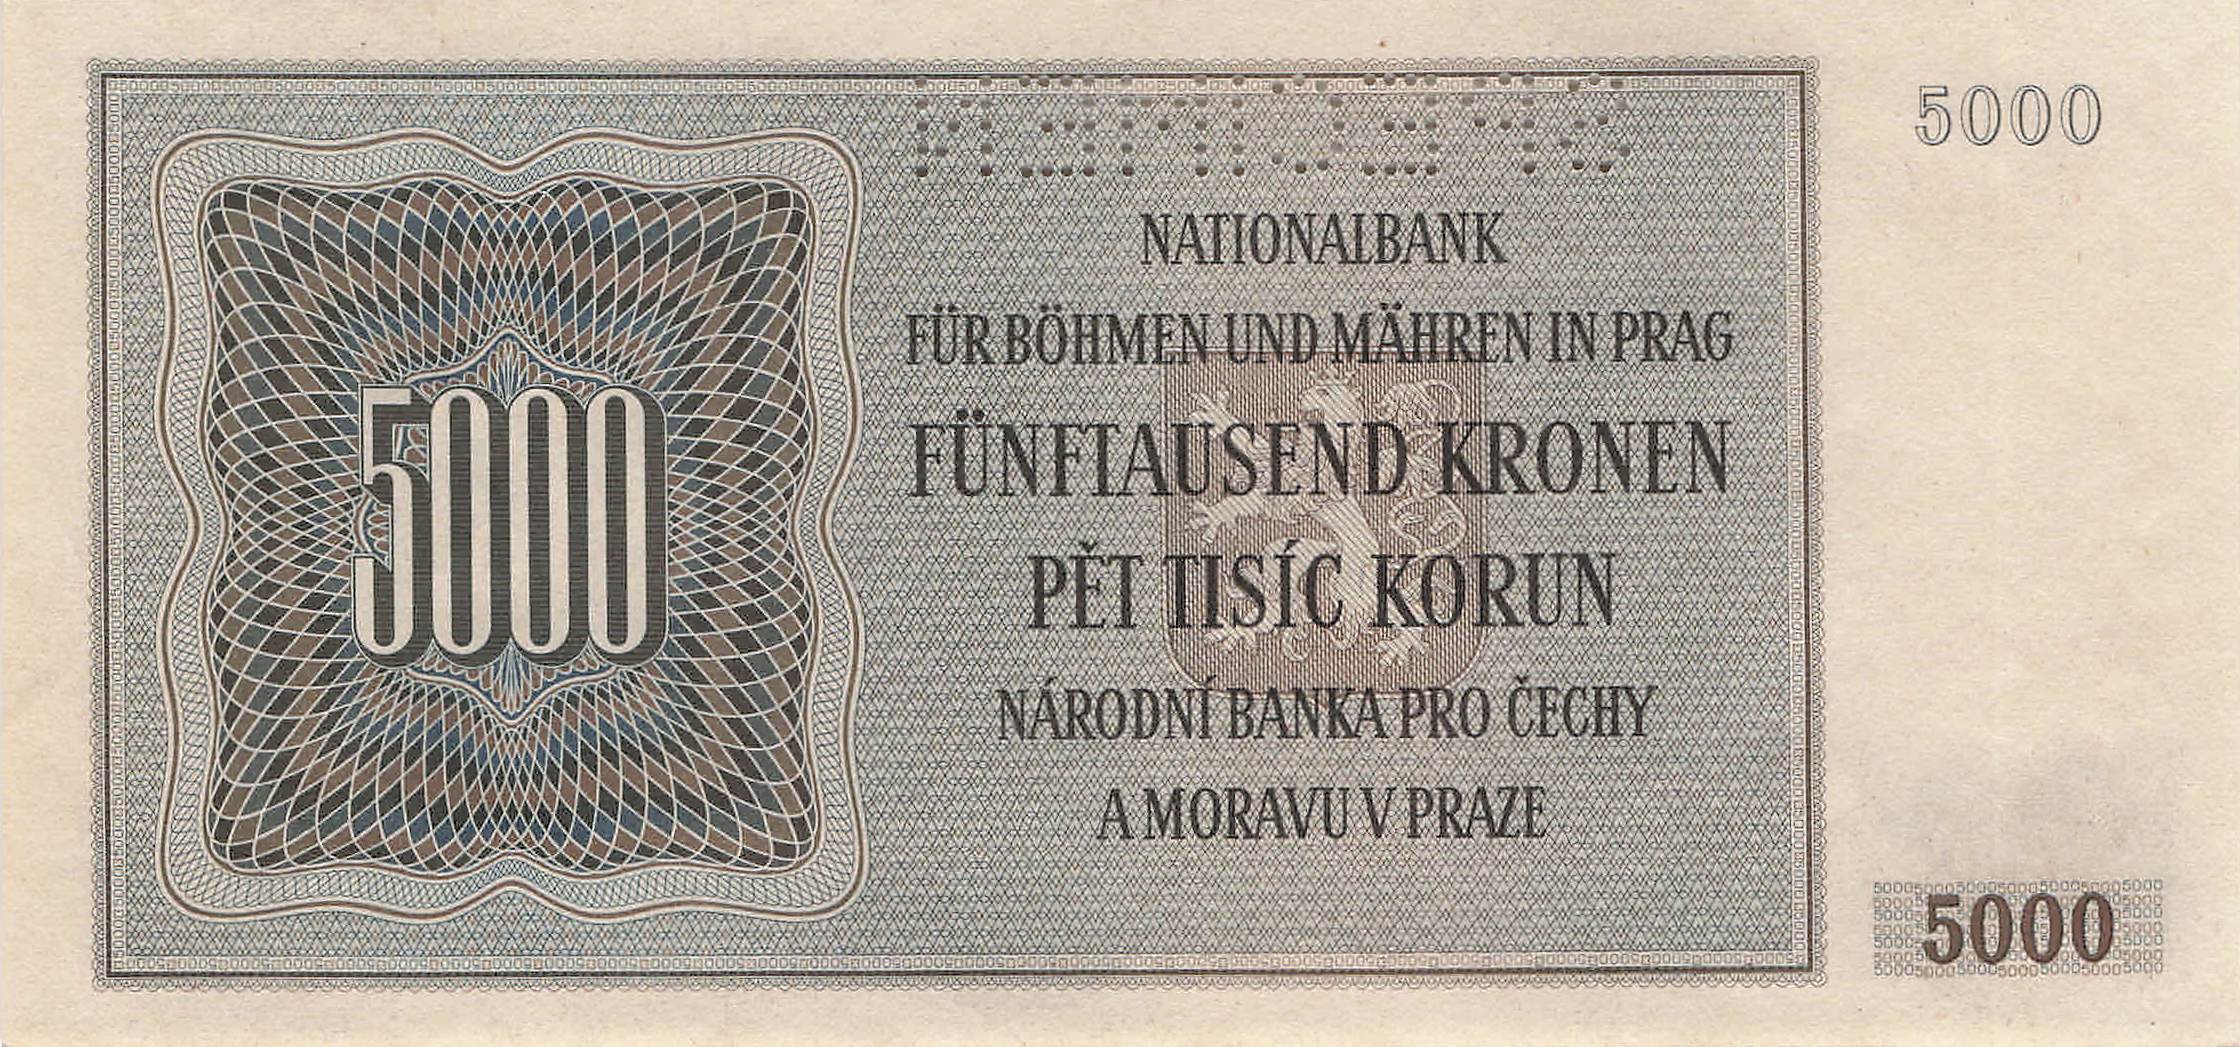 SPECIMEN
5000
NATIONALBANK
FÜR BÖHMEN UND MÄHREN IN PRAG
5000
FÜNFTAUSEND KRONEN
PĚT TISÍC KORUN
NÁRODNÍ BANKA PRO ČECHY
A MORAVU V PRAZE
5000